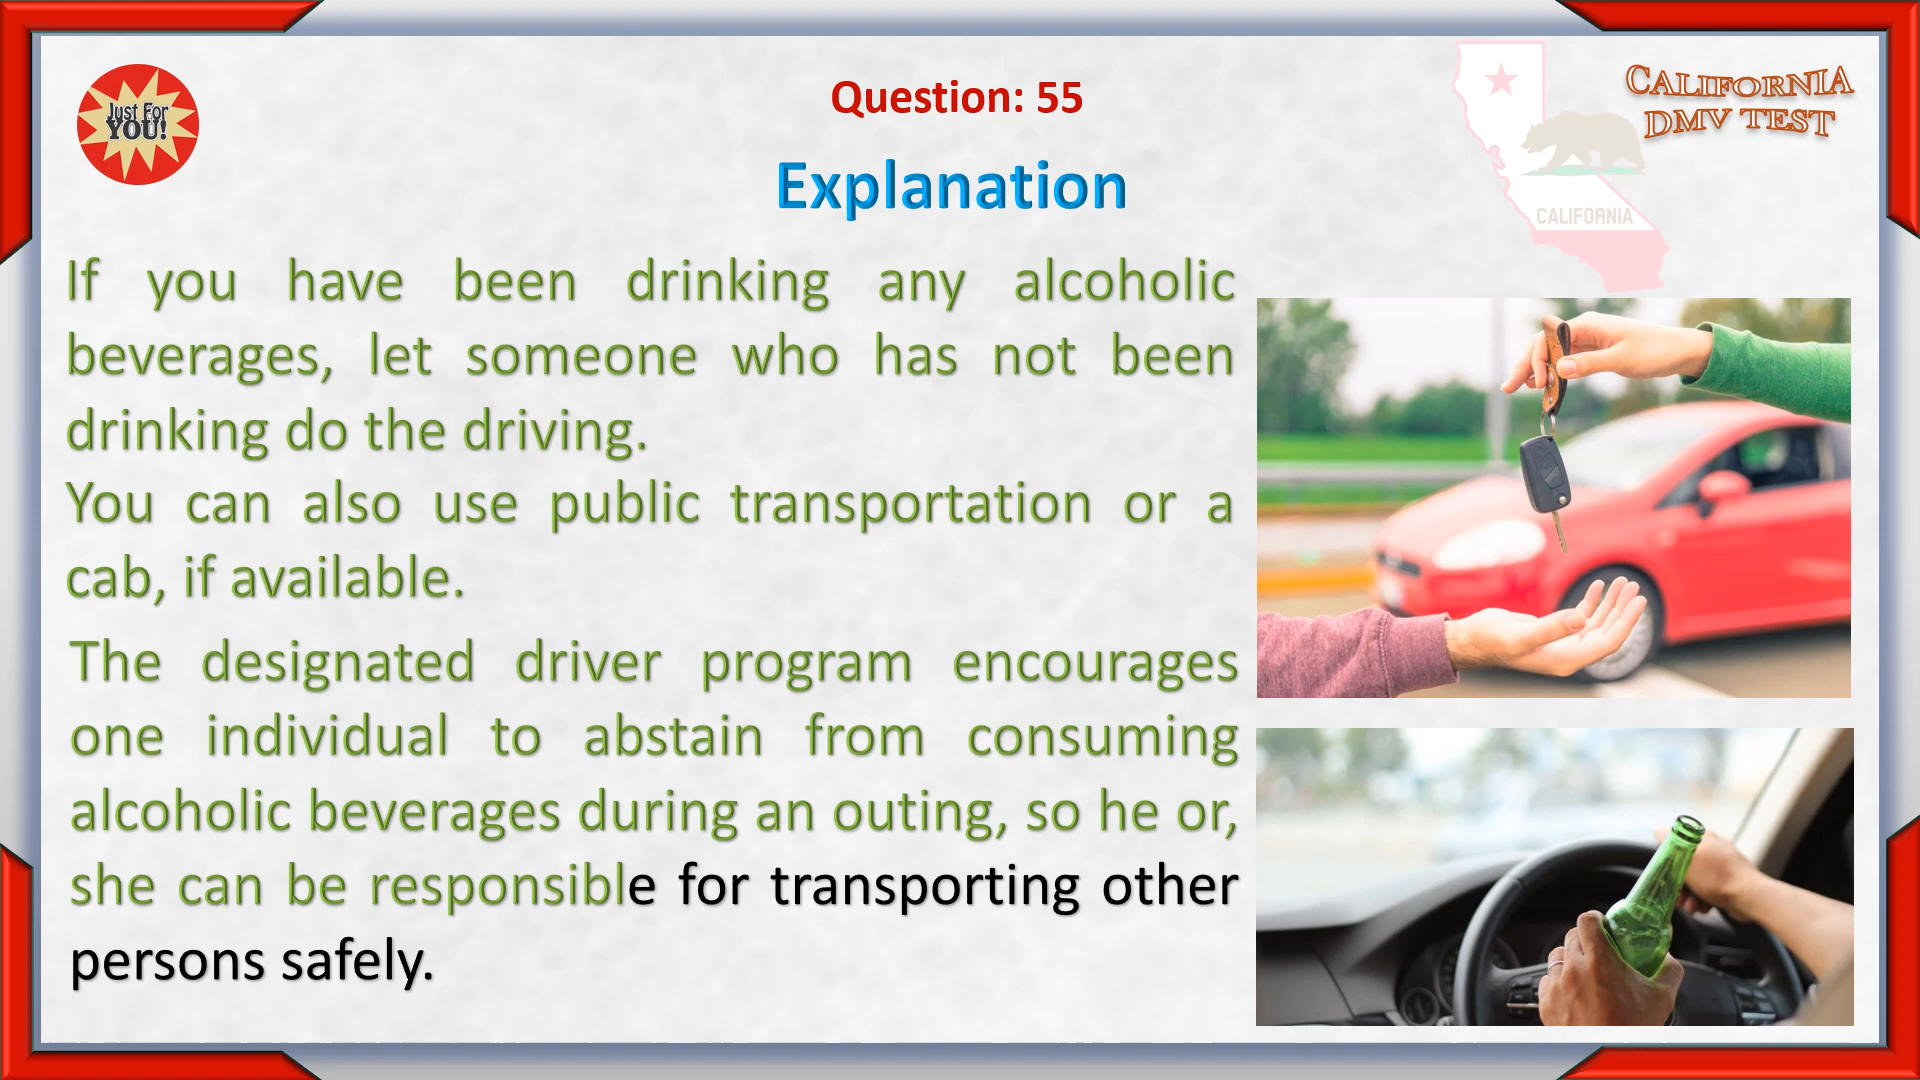 Just For
YOU!
Question: 55
CALIFORNIA
DMV TEST
Explanation
CALIFORNIA
If you have been drinking any alcoholic
beverages, let someone who has not been
drinking do the driving.
You can also use public transportation or a
cab, if available.
The designated driver program encourages
one individual to abstain from consuming
alcoholic beverages during an outing, so he or,
she can be responsible for transporting other
persons safely.